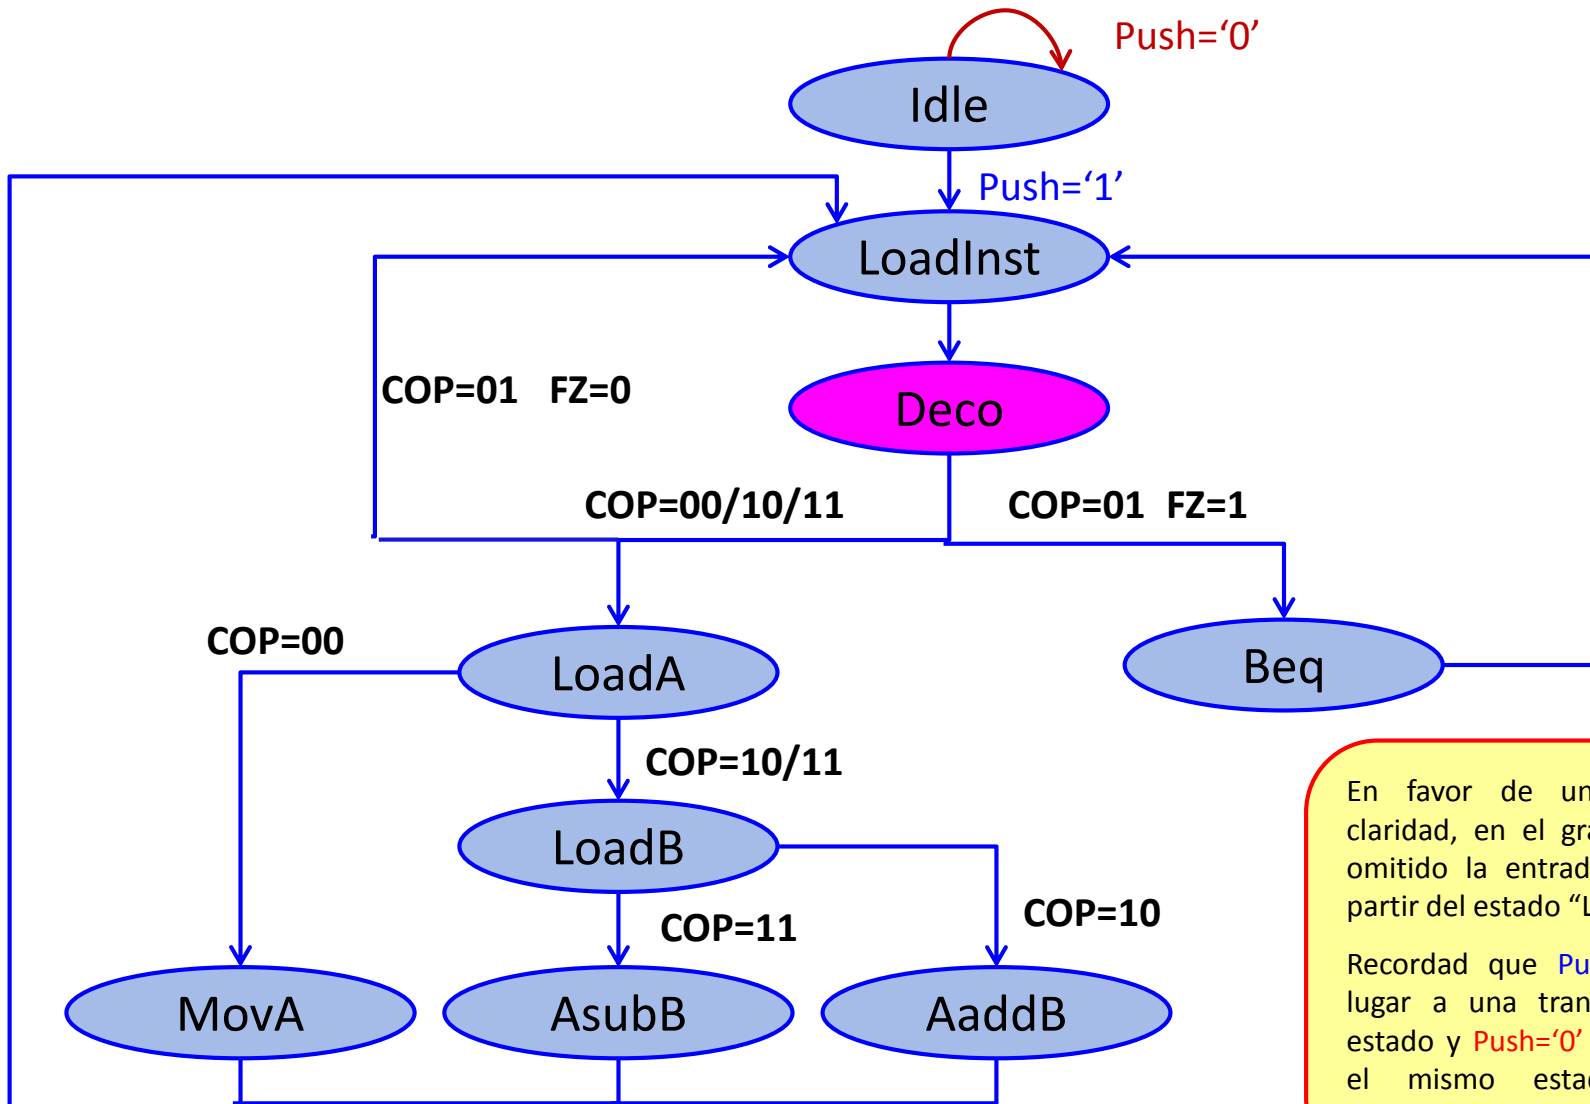 Push=‘0’
Idle
Push=‘1’
LoadInst
COP=01 FZ=0
Deco
COP=00/10/11
COP=01 FZ=1
COP=00
LoadA
Beq
COP=10/11
LoadB
COP=11
COP=10
MovA
AsubB
AaddB
En favor de
claridad, en el
omitido la
partir del estado
Recordad que
lugar a una
estado y Push=‘0’
el mismo